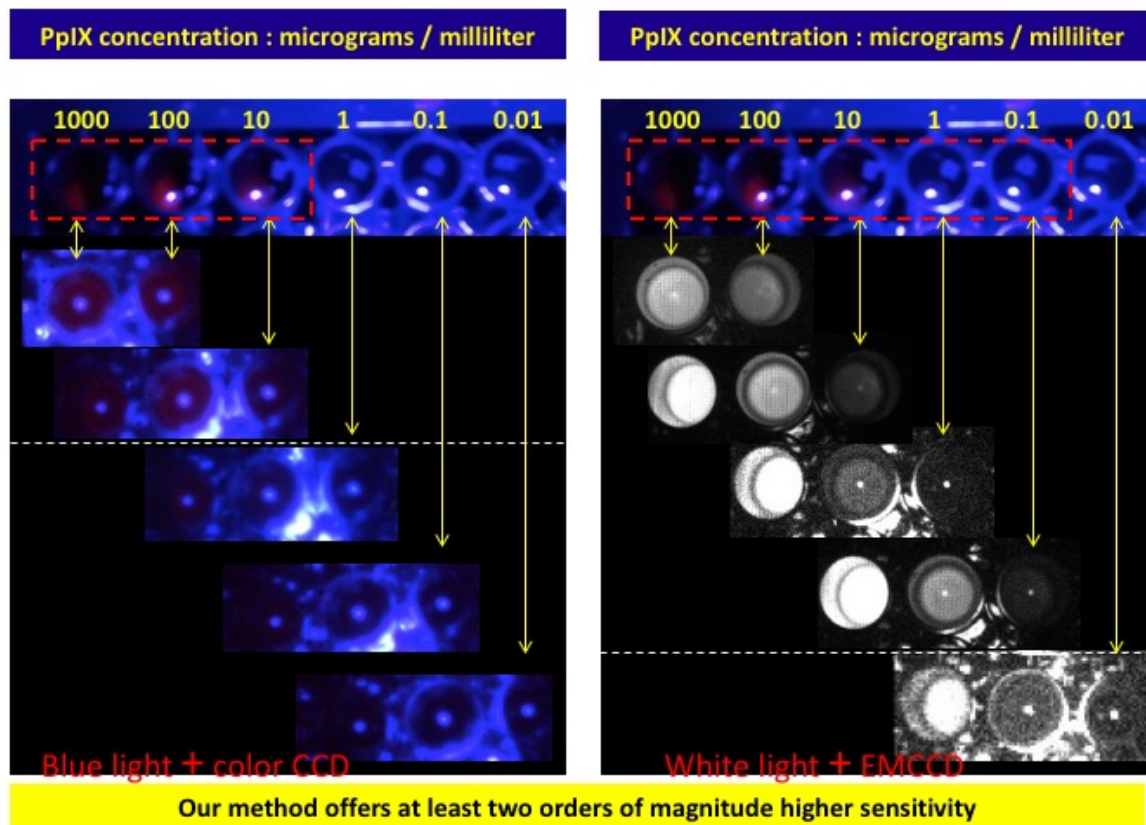 PpIX concentration : micrograms / milliliter
1000 100 10 1 0.1 0.01
Blue light + color CCD
PpIX concentration : micrograms / milliliter
1000 100 10 1 0.1 0.01
White light + EMCCD
Our method offers at least two orders of magnitude higher sensitivity